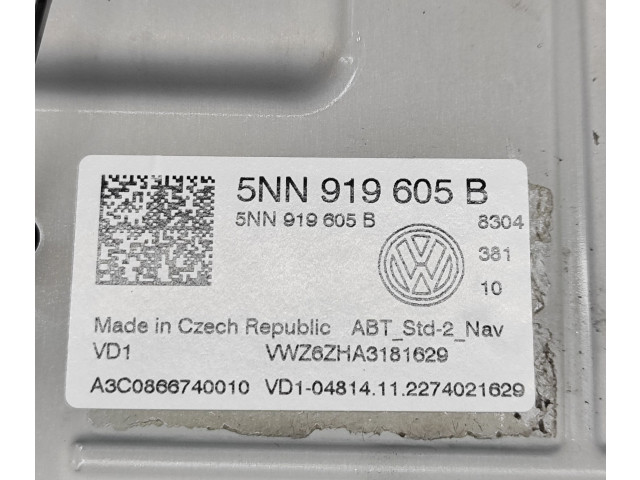 5NN 919 605 B
5NN 919 605 B 8304
381
10
Made in Czech Republic ABT_Std-2_Nav
VD1 VWZ6ZHA3181629
A3C0866740010 VD1-04814.11.2274021629